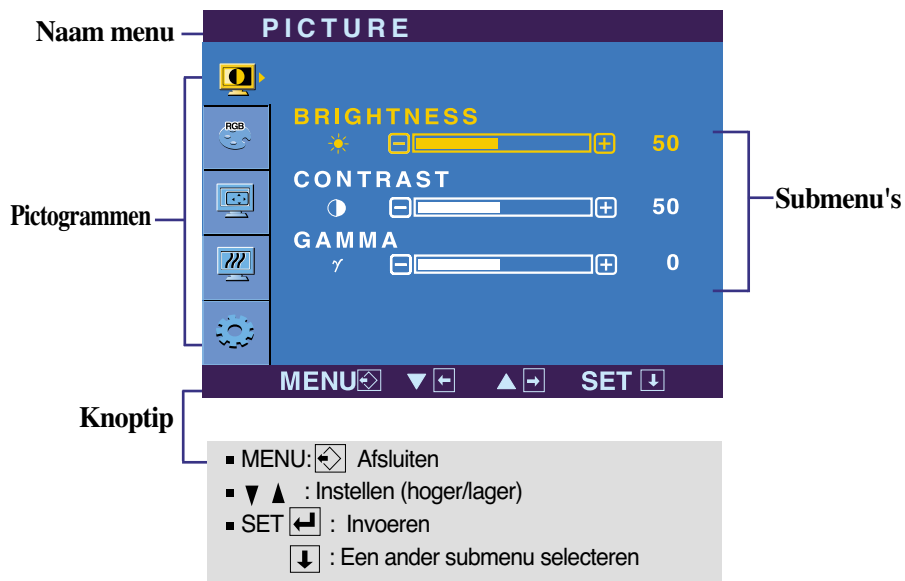 Naam menu
PICTURE
RGB
BRIGHTNESS
50
CONTRAST
50
GAMMA
γ
0
Pictogrammen
Submenu's
MENU ▼ ← ▲ → SET ↓
Knoptip
▪ MENU: Afsluiten
▪ ▼ ▲ : Instellen (hoger/lager)
▪ SET ↵ : Invoeren
↓ : Een ander submenu selecteren